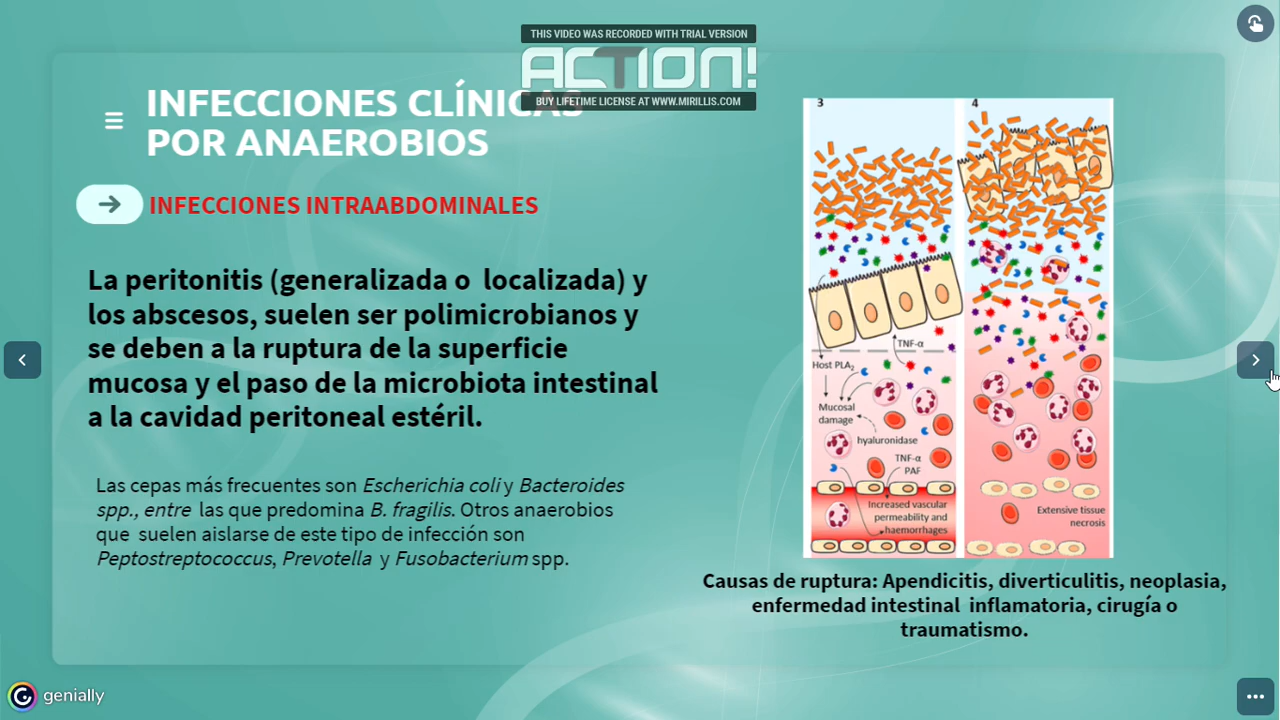 THIS VIDEO WAS RECORDED WITH TRIAL VERSION
ACTION!
BUY LIFETIME LICENSE AT WWW.MIRILLIS.COM
INFECCIONES CLÍNICAS
POR ANAEROBIOS
INFECCIONES INTRAABDOMINALES
La peritonitis (generalizada o localizada) y
los abscesos, suelen ser polimicrobianos y
se deben a la ruptura de la superficie
mucosa y el paso de la microbiota intestinal
a la cavidad peritoneal estéril.
Las cepas más frecuentes son Escherichia coli y Bacteroides
spp., entre las que predomina B. fragilis. Otros anaerobios
que suelen aislarse de este tipo de infección son
Peptostreptococcus, Prevotella y Fusobacterium spp.
3
TNF-α
Host PLA₂
Mucosal
damage
hyaluronidase
TNF-α
PAF
Increased vascular
permeability and
haemorrhages
4
Extensive tissue
necrosis
Causas de ruptura: Apendicitis, diverticulitis, neoplasia,
enfermedad intestinal inflamatoria, cirugía o
traumatismo.
genially